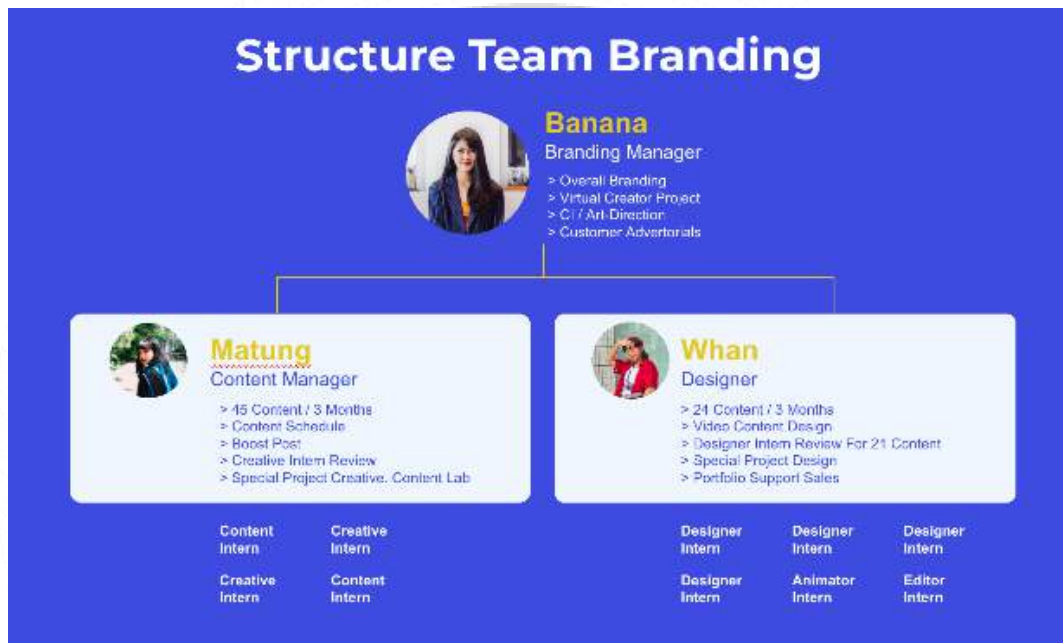 Structure Team Branding
Banana
Branding Manager
> Overall Branding
> Virtual Creator Project
> CI / Art-Direction
> Customer Advertorials
Matung
Content Manager
> 45 Content / 3 Months
> Content Schedule
> Boost Post
> Creative Intern Review
> Special Project Creative. Content Lab
Whan
Designer
> 24 Content / 3 Months
> Video Content Design
> Designer Intern Review For 21 Content
> Special Project Design
> Portfolio Support Sales
Content Intern
Creative Intern
Creative Intern
Content Intern
Designer Intern
Designer Intern
Designer Intern
Designer Intern
Animator Intern
Editor Intern